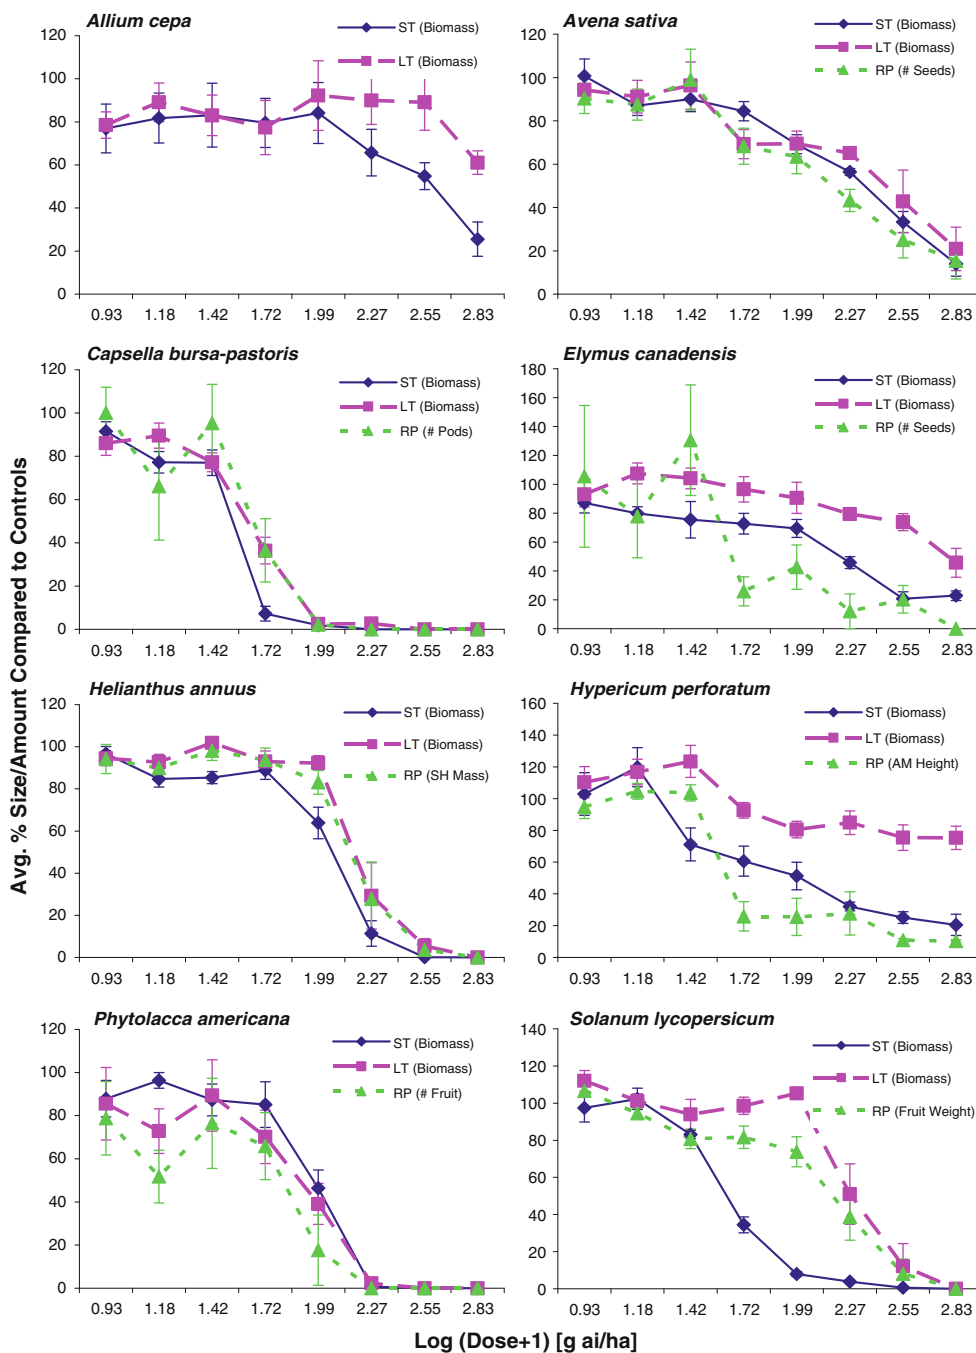 Allium cepa
ST (Biomass)
LT (Biomass)
120
100
80
60
40
20
0
0.93 1.18 1.42 1.72 1.99 2.27 2.55 2.83
Avena sativa
ST (Biomass)
LT (Biomass)
RP (# Seeds)
120
100
80
60
40
20
0
0.93 1.18 1.42 1.72 1.99 2.27 2.55 2.83
Capsella bursa-pastoris
ST (Biomass)
LT (Biomass)
RP (# Pods)
120
100
80
60
40
20
0
0.93 1.18 1.42 1.72 1.99 2.27 2.55 2.83
Elymus canadensis
ST (Biomass)
LT (Biomass)
RP (# Seeds)
180
160
140
120
100
80
60
40
20
0
0.93 1.18 1.42 1.72 1.99 2.27 2.55 2.83
Avg. % Size/Amount Compared to Controls
Helianthus annuus
ST (Biomass)
LT (Biomass)
RP (SH Mass)
120
100
80
60
40
20
0
0.93 1.18 1.42 1.72 1.99 2.27 2.55 2.83
Hypericum perforatum
ST (Biomass)
LT (Biomass)
RP (AM Height)
160
140
120
100
80
60
40
20
0
0.93 1.18 1.42 1.72 1.99 2.27 2.55 2.83
Phytolacca americana
ST (Biomass)
LT (Biomass)
RP (# Fruit)
120
100
80
60
40
20
0
0.93 1.18 1.42 1.72 1.99 2.27 2.55 2.83
Solanum lycopersicum
ST (Biomass)
LT (Biomass)
RP (Fruit Weight)
140
120
100
80
60
40
20
0
0.93 1.18 1.42 1.72 1.99 2.27 2.55 2.83
Log (Dose+1) [g ai/ha]